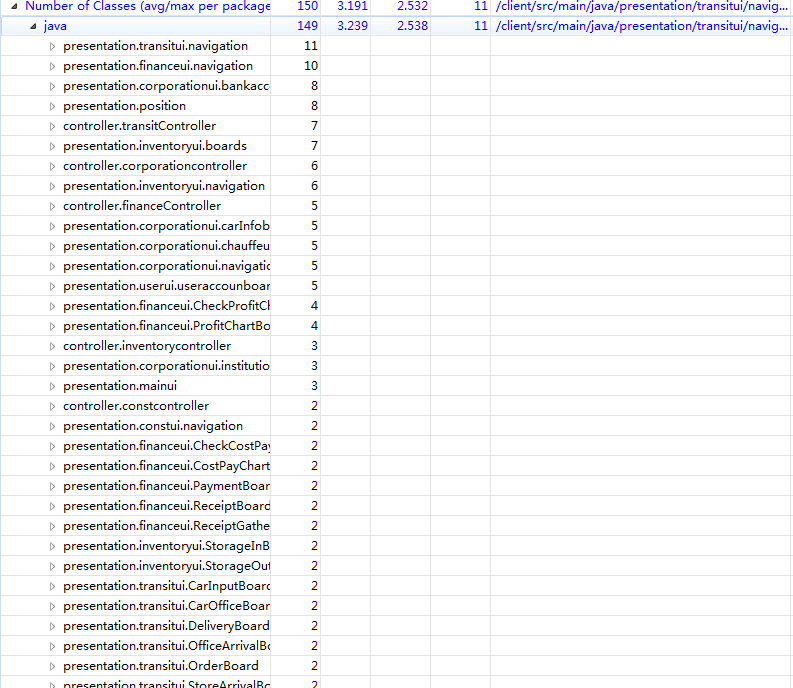 Number of Classes (avg/max per package 150 3.191 2.532 11 /client/src/main/java/presentation/transitui/navig...
java 149 3.239 2.538 11 /client/src/main/java/presentation/transitui/navig...
presentation.transitui.navigation 11
presentation.financeui.navigation 10
presentation.corporationui.bankacc 8
presentation.position 8
controller.transitController 7
presentation.inventoryui.boards 7
controller.corporationcontroller 6
presentation.inventoryui.navigation 6
controller.financeController 5
presentation.corporationui.carInfob 5
presentation.corporationui.chauffeu 5
presentation.corporationui.navigatio 5
presentation.userui.useraccounboar 5
presentation.financeui.CheckProfitCh 4
presentation.financeui.ProfitChartBo 4
controller.inventorycontroller 3
presentation.corporationui.institutio 3
presentation.mainui 3
controller.constcontroller 2
presentation.constui.navigation 2
presentation.financeui.CheckCostPay 2
presentation.financeui.CostPayChart 2
presentation.financeui.PaymentBoar 2
presentation.financeui.ReceiptBoard 2
presentation.financeui.ReceiptGathe 2
presentation.inventoryui.StorageInB 2
presentation.inventoryui.StorageOut 2
presentation.transitui.CarInputBoard 2
presentation.transitui.CarOfficeBoar 2
presentation.transitui.DeliveryBoard 2
presentation.transitui.OfficeArrivalBo 2
presentation.transitui.OrderBoard 2
presentation.transitui.StoreArrivalBo 2